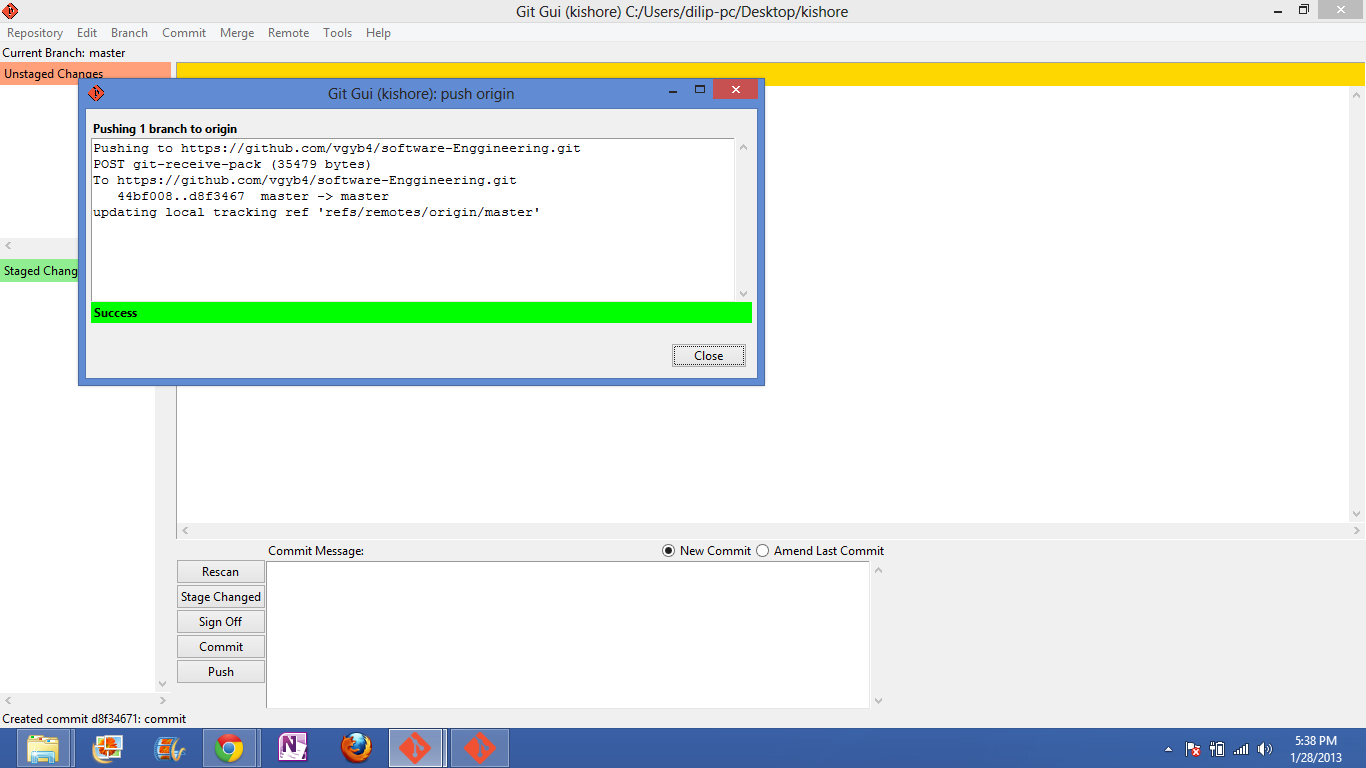 Git Gui (kishore) C:/Users/dilip-pc/Desktop/kishore
Repository Edit Branch Commit Merge Remote Tools Help
Current Branch: master
Unstaged Changes
Git Gui (kishore): push origin
Pushing 1 branch to origin
Pushing to https://github.com/vgyb4/software-Enggineering.git
POST git-receive-pack (35479 bytes)
To https://github.com/vgyb4/software-Enggineering.git
44bf008..d8f3467 master -> master
updating local tracking ref 'refs/remotes/origin/master'
Staged Chang
Success
Close
Commit Message:
New Commit Amend Last Commit
Rescan
Stage Changed
Sign Off
Commit
Push
Created commit d8f34671: commit
5:38 PM
1/28/2013